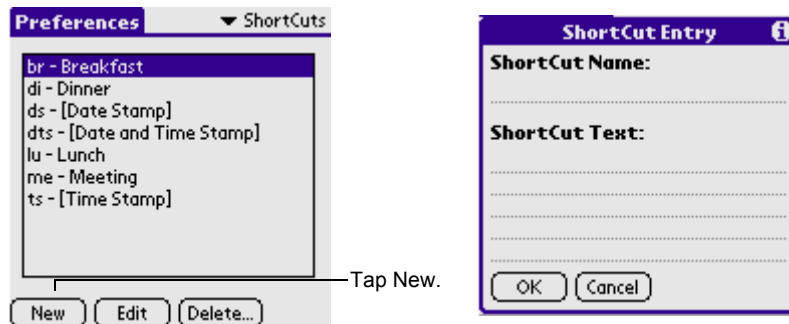 Preferences ShortCuts
br - Breakfast
di - Dinner
ds - [Date Stamp]
dts - [Date and Time Stamp]
lu - Lunch
me - Meeting
ts - [Time Stamp]
Tap New.
New Edit Delete...
ShortCut Entry i
ShortCut Name:
ShortCut Text:
OK Cancel